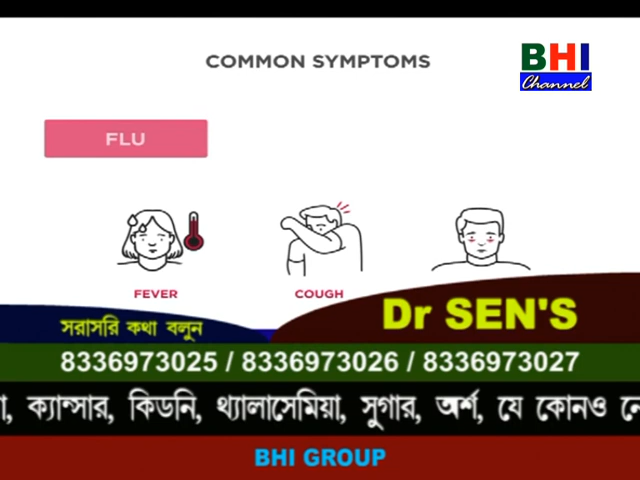 COMMON SYMPTOMS
BHI
Channel
FLU
FEVER
COUGH
Dr SEN'S
সরাসরি কথা বলুন
8336973025 / 8336973026 / 8336973027
ক্যান্সার, কিডনি, থ্যালাসেমিয়া, সুগার, অর্শ, যে কোনও
BHI GROUP